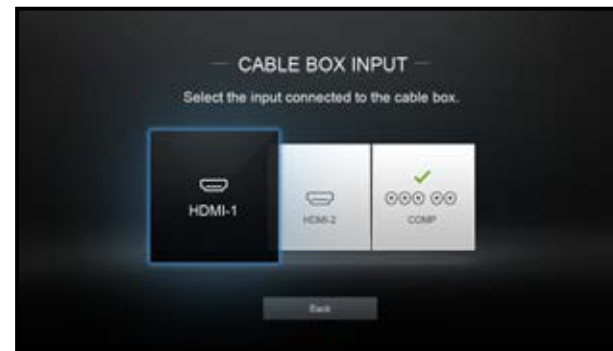 CABLE BOX INPUT
Select the input connected to the cable box.
HDMI-1
HDMI-2
COMP
Back